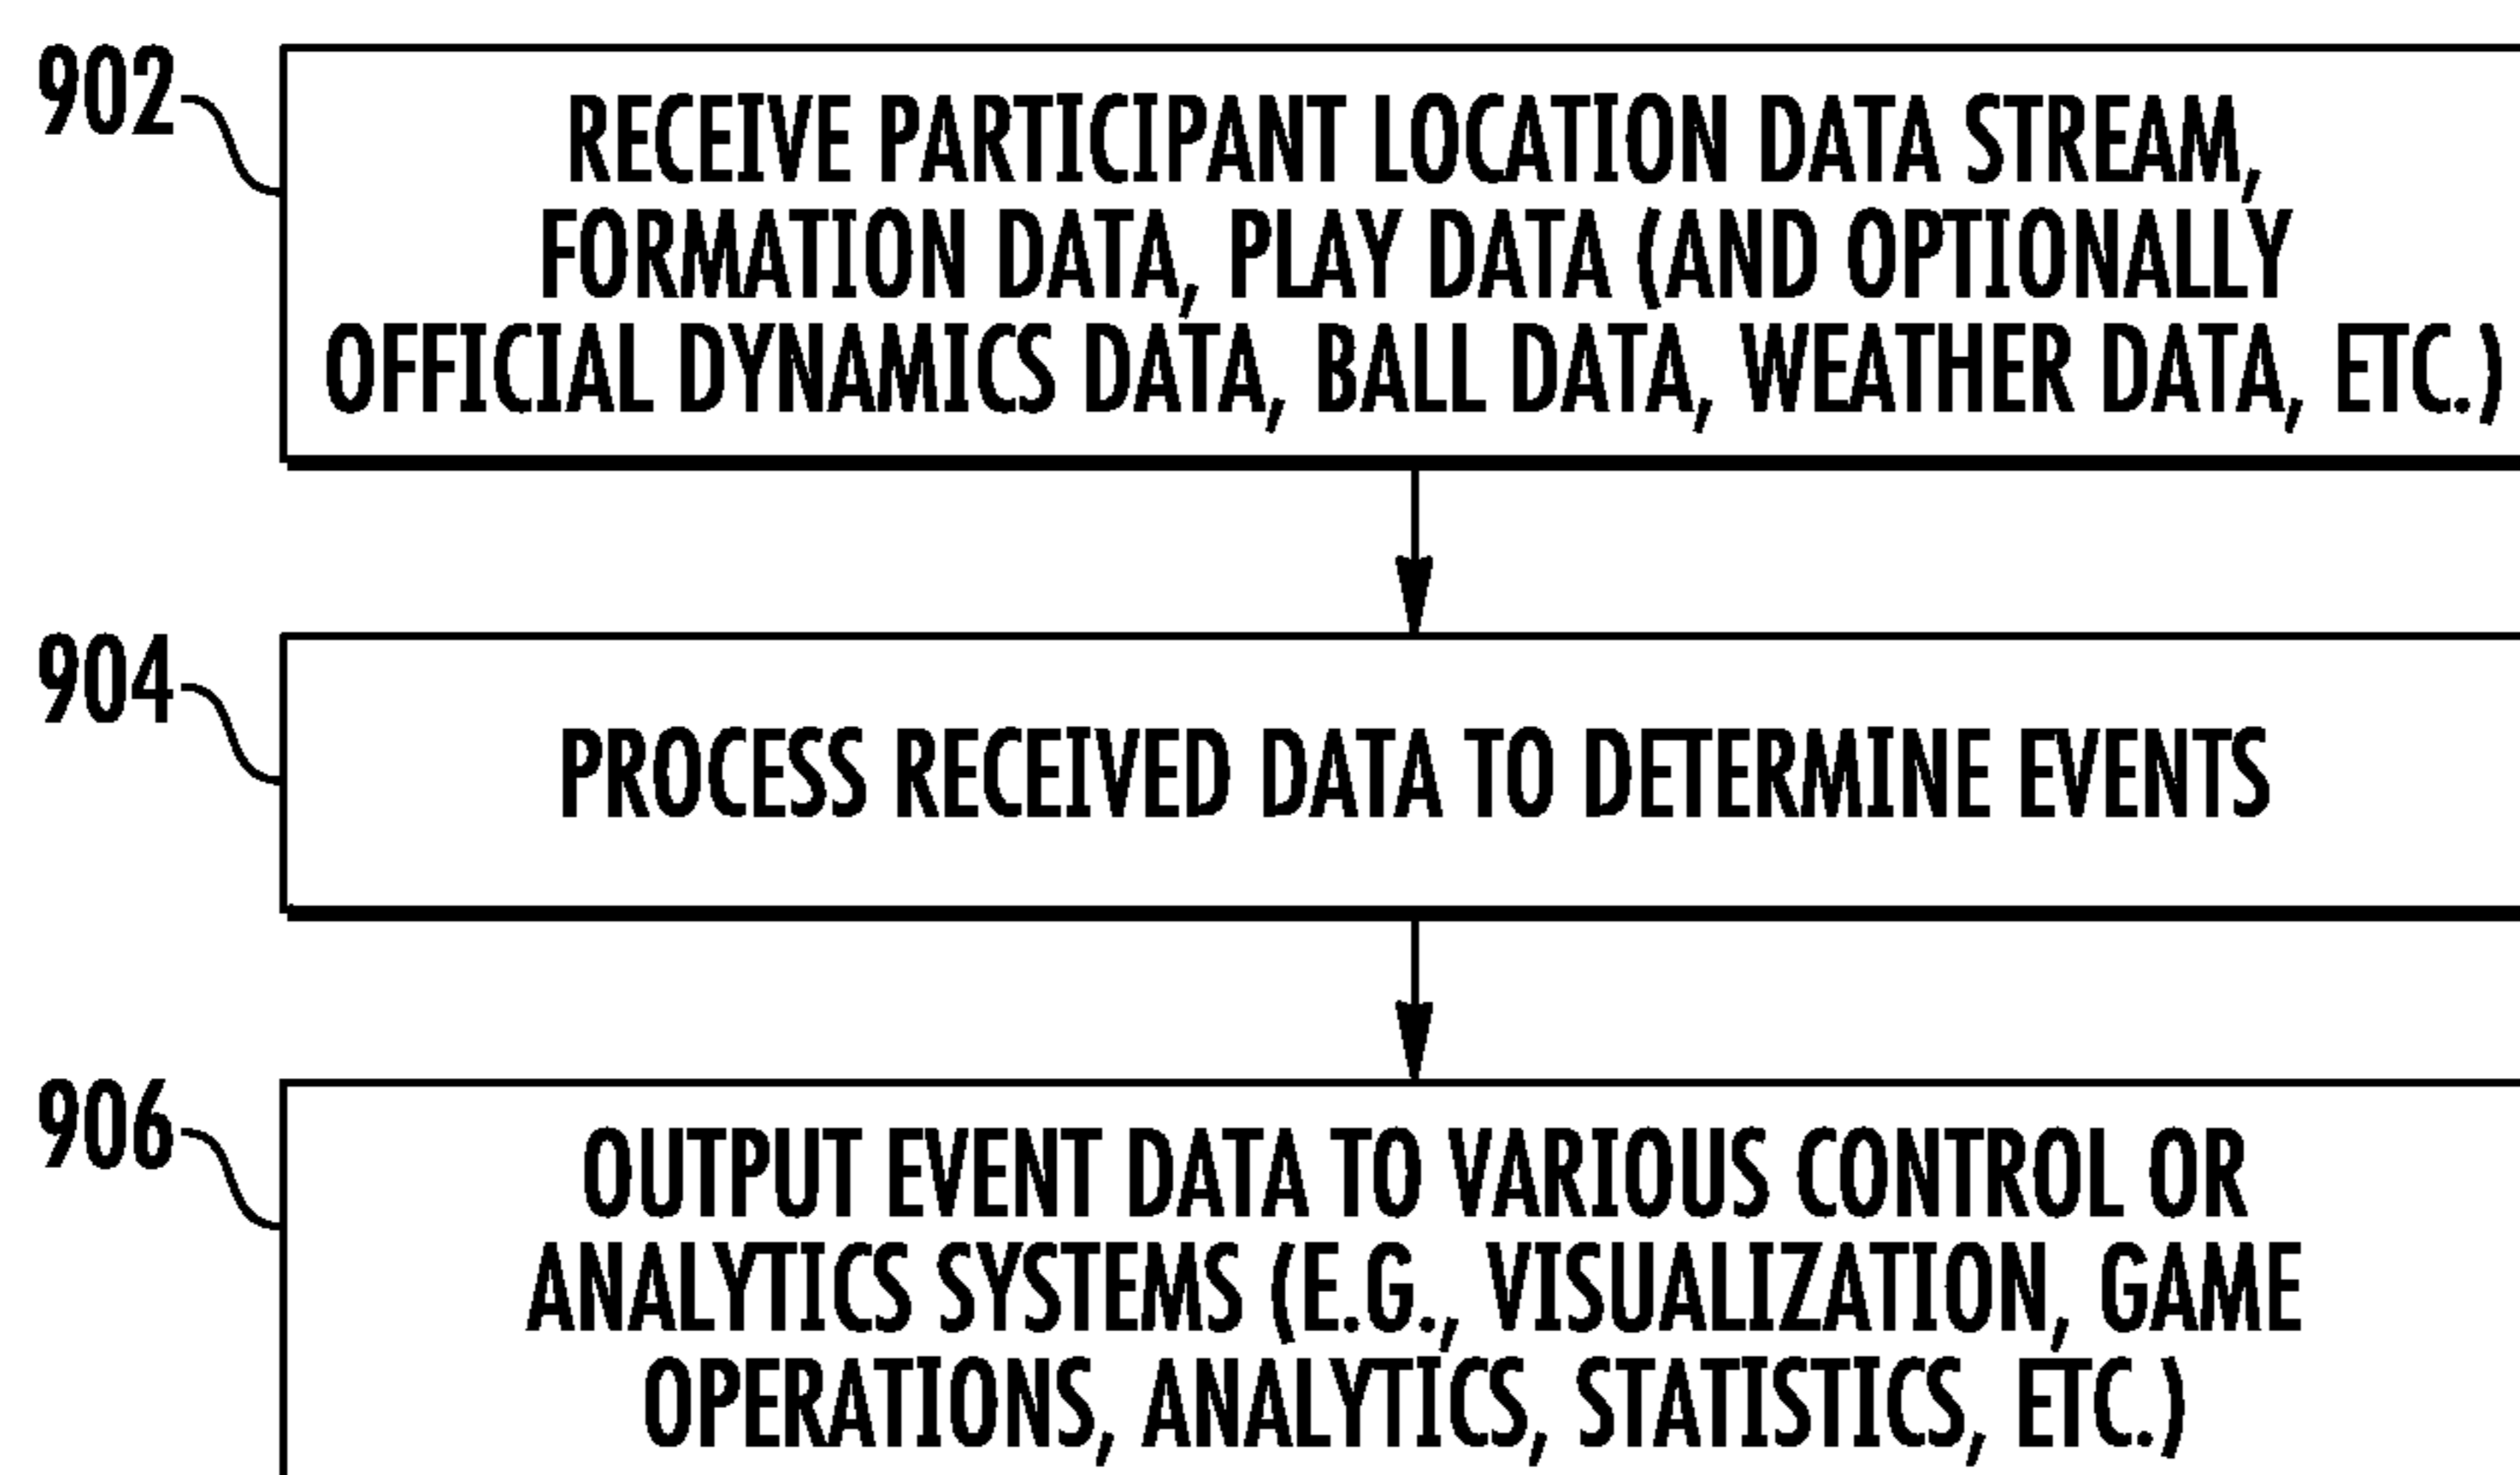 902
RECEIVE PARTICIPANT LOCATION DATA STREAM,
FORMATION DATA, PLAY DATA (AND OPTIONALLY
OFFICIAL DYNAMICS DATA, BALL DATA, WEATHER DATA, ETC.)
904
PROCESS RECEIVED DATA TO DETERMINE EVENTS
906
OUTPUT EVENT DATA TO VARIOUS CONTROL OR
ANALYTICS SYSTEMS (E.G., VISUALIZATION, GAME
OPERATIONS, ANALYTICS, STATISTICS, ETC.)